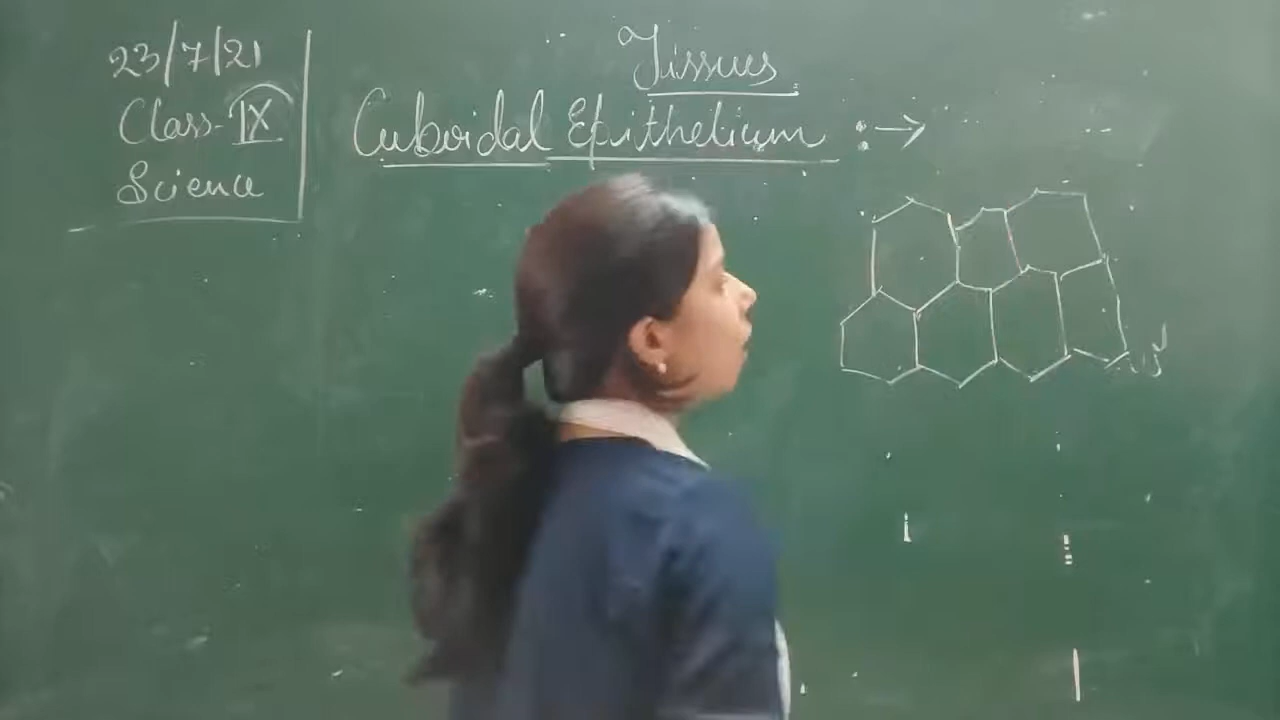 23/7/21
Class-IX
Science
Tissues
Cuboidal Epithelium :→